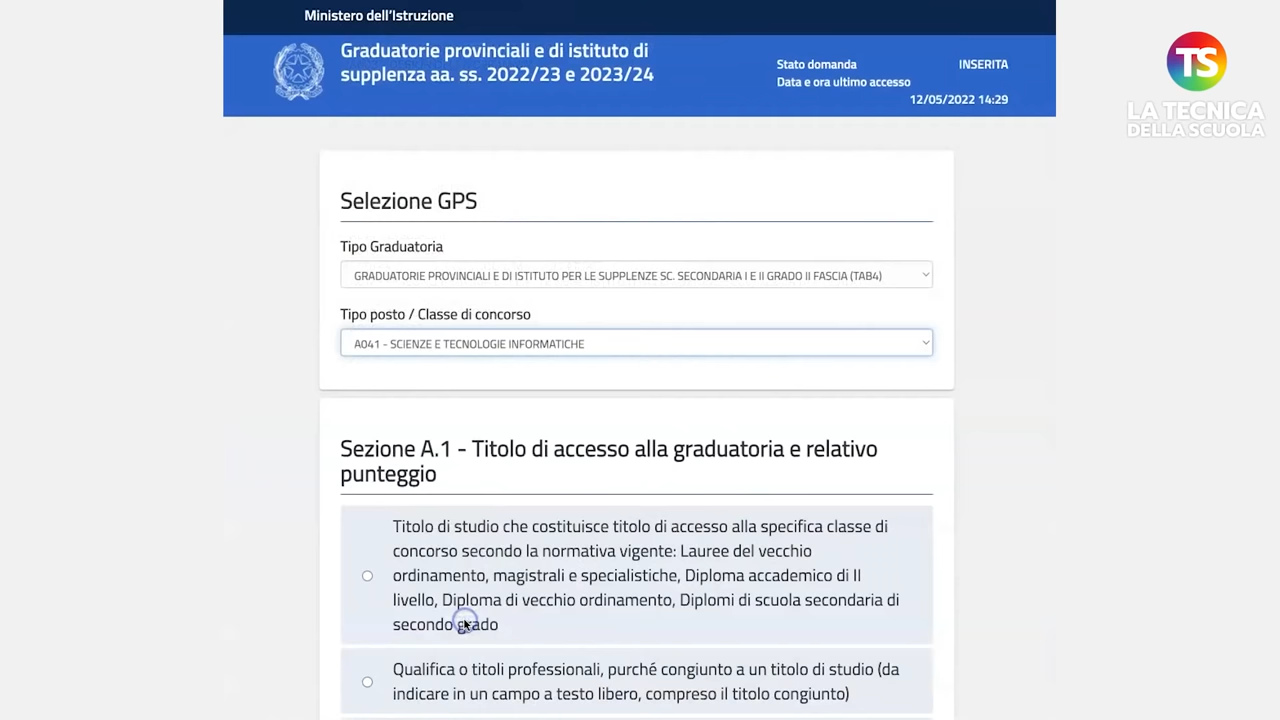 Ministero dell'Istruzione
Graduatorie provinciali e di istituto di
supplenza aa. ss. 2022/23 e 2023/24
Stato domanda INSERITA
Data e ora ultimo accesso
12/05/2022 14:29
TS
LA TECNICA
DELLA SCUOLA
Selezione GPS
Tipo Graduatoria
GRADUATORIE PROVINCIALI E DI ISTITUTO PER LE SUPPLENZE SC. SECONDARIA I E II GRADO II FASCIA (TAB4)
Tipo posto / Classe di concorso
A041 - SCIENZE E TECNOLOGIE INFORMATICHE
Sezione A.1 - Titolo di accesso alla graduatoria e relativo
punteggio
Titolo di studio che costituisce titolo di accesso alla specifica classe di
concorso secondo la normativa vigente: Lauree del vecchio
ordinamento, magistrali e specialistiche, Diploma accademico di II
livello, Diploma di vecchio ordinamento, Diplomi di scuola secondaria di
secondo grado
Qualifica o titoli professionali, purché congiunto a un titolo di studio (da
indicare in un campo a testo libero, compreso il titolo congiunto)